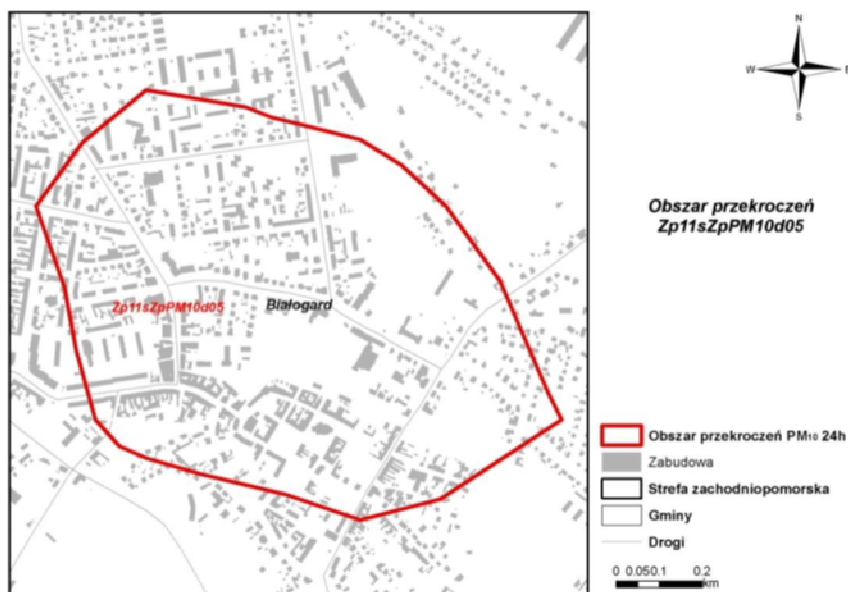 N
W
E
S
Obszar przekroczeń
Zp11sZpPM10d05
Zp11sZpPM10d05
Białogard
Obszar przekroczeń PM10 24h
Zabudowa
Strefa zachodniopomorska
Gminy
Drogi
0 0.050.1 0.2
km